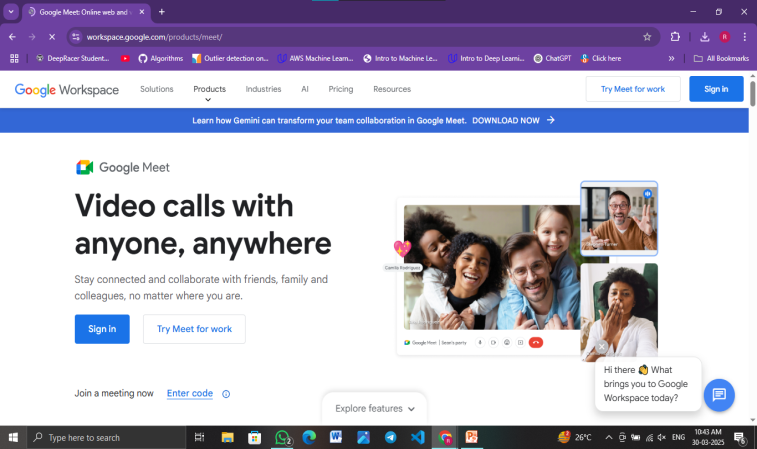 Google Meet: Online web and v
workspace.google.com/products/meet/
DeepRacer Student...
Algorithms
Outlier detection on...
AWS Machine Learn...
Intro to Machine Le...
Intro to Deep Learni...
ChatGPT
Click here
All Bookmarks
Google Workspace
Solutions
Products
Industries
AI
Pricing
Resources
Try Meet for work
Sign in
Learn how Gemini can transform your team collaboration in Google Meet. DOWNLOAD NOW
Google Meet
Video calls with
anyone, anywhere
Stay connected and collaborate with friends, family and
colleagues, no matter where you are.
Sign in
Try Meet for work
Join a meeting now
Enter code
Camilla Rodriguez
Google Meet
Explore features
Hi there 👋 What
brings you to Google
Workspace today?
Type here to search
2
26°C
ENG
10:43 AM
30-03-2025
6